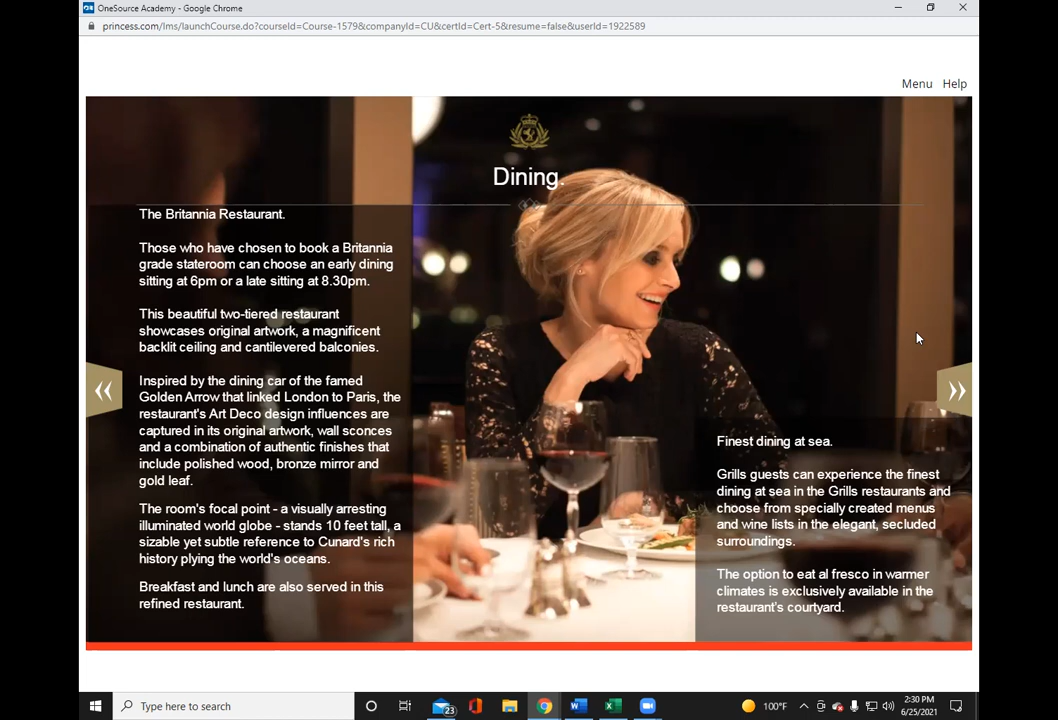 OneSource Academy - Google Chrome
princess.com/lms/launchCourse.do?courseId=Course-1579&companyId=CU&certId=Cert-5&resume=false&userId=1922589
Menu Help
Dining.
The Britannia Restaurant.
Those who have chosen to book a Britannia
grade stateroom can choose an early dining
sitting at 6pm or a late sitting at 8.30pm.
This beautiful two-tiered restaurant
showcases original artwork, a magnificent
backlit ceiling and cantilevered balconies.
Inspired by the dining car of the famed
Golden Arrow that linked London to Paris, the
restaurant's Art Deco design influences are
captured in its original artwork, wall sconces
and a combination of authentic finishes that
include polished wood, bronze mirror and
gold leaf.
The room's focal point - a visually arresting
illuminated world globe - stands 10 feet tall, a
sizable yet subtle reference to Cunard's rich
history plying the world's oceans.
Breakfast and lunch are also served in this
refined restaurant.
Finest dining at sea.
Grills guests can experience the finest
dining at sea in the Grills restaurants and
choose from specially created menus
and wine lists in the elegant, secluded
surroundings.
The option to eat al fresco in warmer
climates is exclusively available in the
restaurant's courtyard.
Type here to search
23
100°F
2:30 PM
6/25/2021